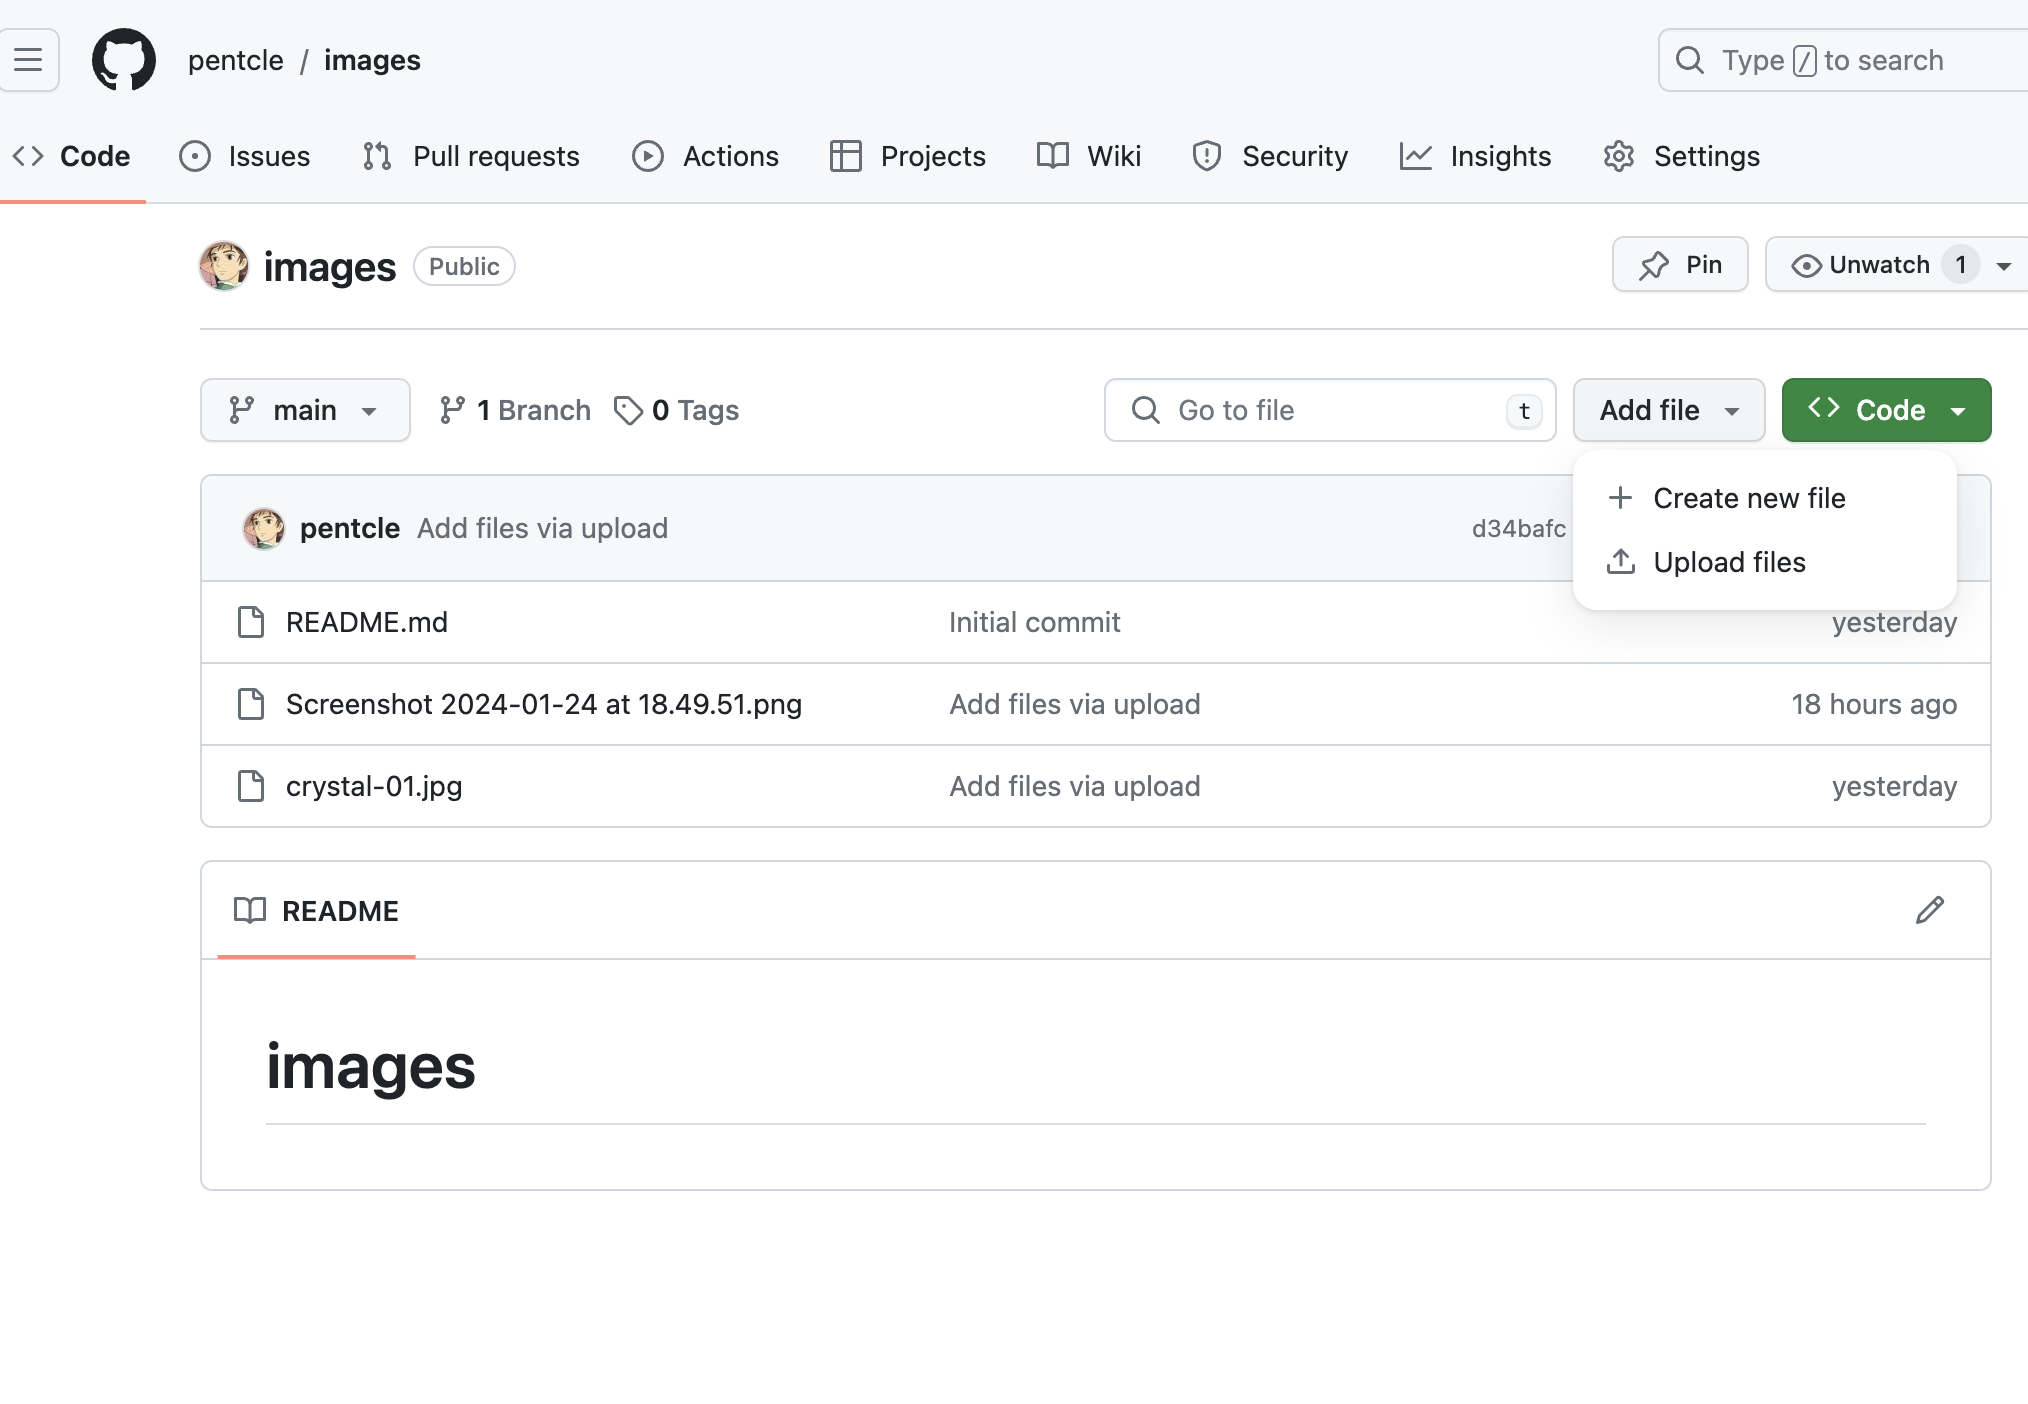 pentcle / images
Type / to search
Code
Issues
Pull requests
Actions
Projects
Wiki
Security
Insights
Settings
images Public
Pin
Unwatch 1
main
1 Branch
0 Tags
Go to file t
Add file
Code
Create new file
Upload files
pentcle Add files via upload d34bafc
README.md Initial commit yesterday
Screenshot 2024-01-24 at 18.49.51.png Add files via upload 18 hours ago
crystal-01.jpg Add files via upload yesterday
README
images